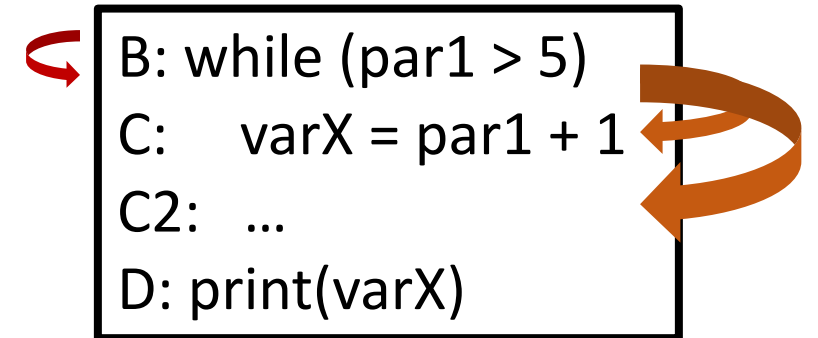 B: while (par1 > 5)
C:    varX = par1 + 1
C2:   ...
D: print(varX)